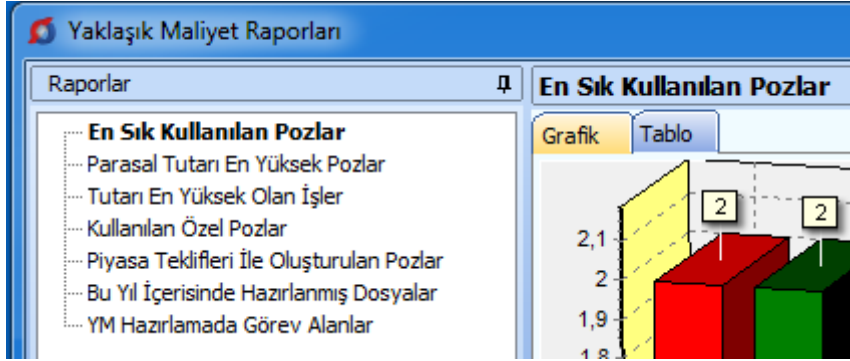 Yaklaşık Maliyet Raporları
Raporlar
En Sık Kullanılan Pozlar
Parasal Tutarı En Yüksek Pozlar
Tutarı En Yüksek Olan İşler
Kullanılan Özel Pozlar
Piyasa Teklifleri İle Oluşturulan Pozlar
Bu Yıl İçerisinde Hazırlanmış Dosyalar
YM Hazırlamada Görev Alanlar
En Sık Kullanılan Pozlar
Grafik Tablo
2 2
2,1
2
1,9
1,8